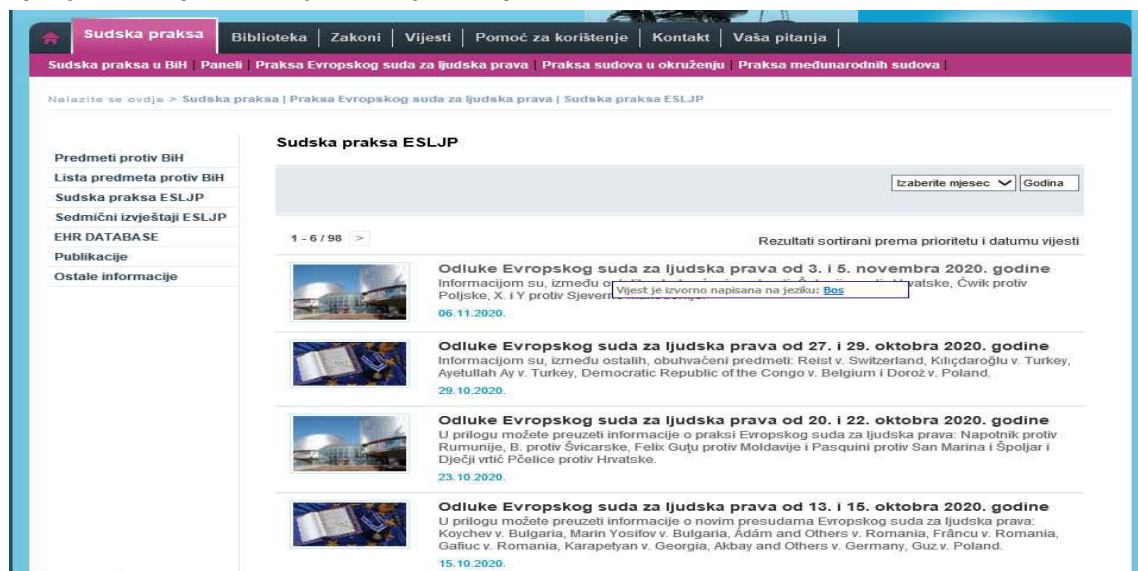 Sudska praksa Biblioteka | Zakoni | Vijesti | Pomoć za korištenje | Kontakt | Vaša pitanja |
Sudska praksa u BiH | Paneli | Praksa Evropskog suda za ljudska prava | Praksa sudova u okruženju | Praksa međunarodnih sudova |
Nalazite se ovdje > Sudska praksa | Praksa Evropskog suda za ljudska prava | Sudska praksa ESLJP
Predmeti protiv BiH
Lista predmeta protiv BiH
Sudska praksa ESLJP
Sedmični izvještaji ESLJP
EHR DATABASE
Publikacije
Ostale informacije
Sudska praksa ESLJP
Izaberite mjesec Godina
1 - 6 / 98 >
Rezultati sortirani prema prioritetu i datumu vijesti
Odluke Evropskog suda za ljudska prava od 3. i 5. novembra 2020. godine
Informacijom su, između Hrvatske, Ćwik protiv
Vijest je izvorno napisana na jeziku: Bos
Poljske, X. i Y protiv
06.11.2020.
Odluke Evropskog suda za ljudska prava od 27. i 29. oktobra 2020. godine
Informacijom su, između ostalih, obuhvaćeni predmeti: Reist v. Switzerland, Kılıçdaroğlu v. Turkey,
Ayetullah Ay v. Turkey, Democratic Republic of the Congo v. Belgium i Doroż v. Poland.
29.10.2020.
Odluke Evropskog suda za ljudska prava od 20. i 22. oktobra 2020. godine
U prilogu možete preuzeti informacije o praksi Evropskog suda za ljudska prava: Napotnik protiv
Rumunije, B. protiv Švicarske, Felix Guţu protiv Moldavije i Pasquini protiv San Marina i Špoljar i
Dječji vrtić Pčelice protiv Hrvatske.
23.10.2020.
Odluke Evropskog suda za ljudska prava od 13. i 15. oktobra 2020. godine
U prilogu možete preuzeti informacije o novim presudama Evropskog suda za ljudska prava:
Koychev v. Bulgaria, Marin Yosifov v. Bulgaria, Ádám and Others v. Romania, Frâncu v. Romania,
Gafiuc v. Romania, Karapetyan v. Georgia, Akbay and Others v. Germany, Guz v. Poland.
15.10.2020.